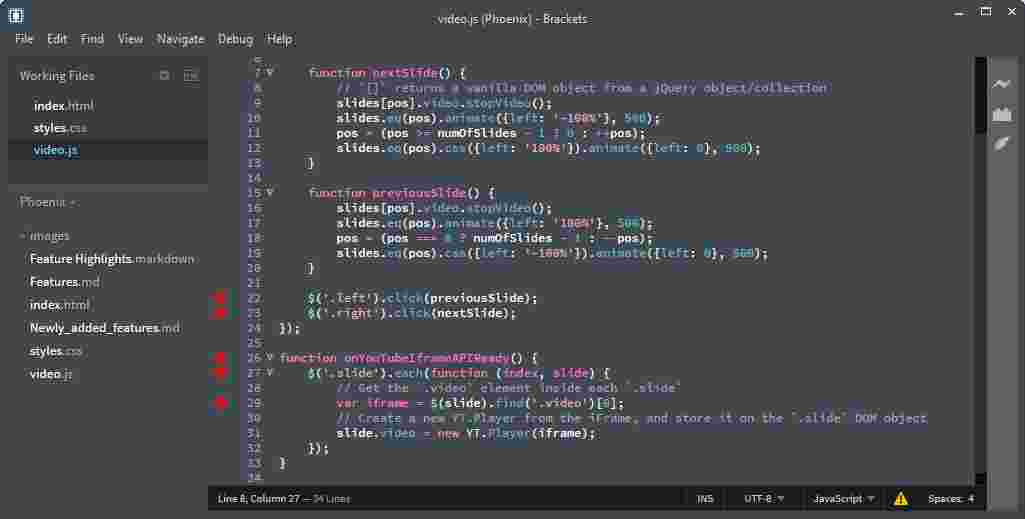 video.js (Phoenix) - Brackets
File Edit Find View Navigate Debug Help
Working Files
index.html
styles.css
video.js
Phoenix
images
Feature Highlights.markdown
Features.md
index.html
Newly_added_features.md
styles.css
video.js
6
7 function nextSlide() {
8 // `[]` returns a vanilla DOM object from a jQuery object/collection
9 slides[pos].video.stopVideo();
10 slides.eq(pos).animate({left: '-100%'}, 500);
11 pos = (pos >= numOfSlides - 1 ? 0 : ++pos);
12 slides.eq(pos).css({left: '100%'}).animate({left: 0}, 500);
13 }
14
15 function previousSlide() {
16 slides[pos].video.stopVideo();
17 slides.eq(pos).animate({left: '100%'}, 500);
18 pos = (pos === 0 ? numOfSlides - 1 : --pos);
19 slides.eq(pos).css({left: '-100%'}).animate({left: 0}, 500);
20 }
21
22 $('.left').click(previousSlide);
23 $('.right').click(nextSlide);
24 });
25
26 function onYouTubeIframeAPIReady() {
27 $('.slide').each(function (index, slide) {
28 // Get the `.video` element inside each `.slide`
29 var iframe = $(slide).find('.video')[0];
30 // Create a new YT.Player from the iFrame, and store it on the `.slide` DOM object
31 slide.video = new YT.Player(iframe);
32 });
33 }
34
Line 8, Column 27 — 34 Lines INS UTF-8 JavaScript Spaces: 4